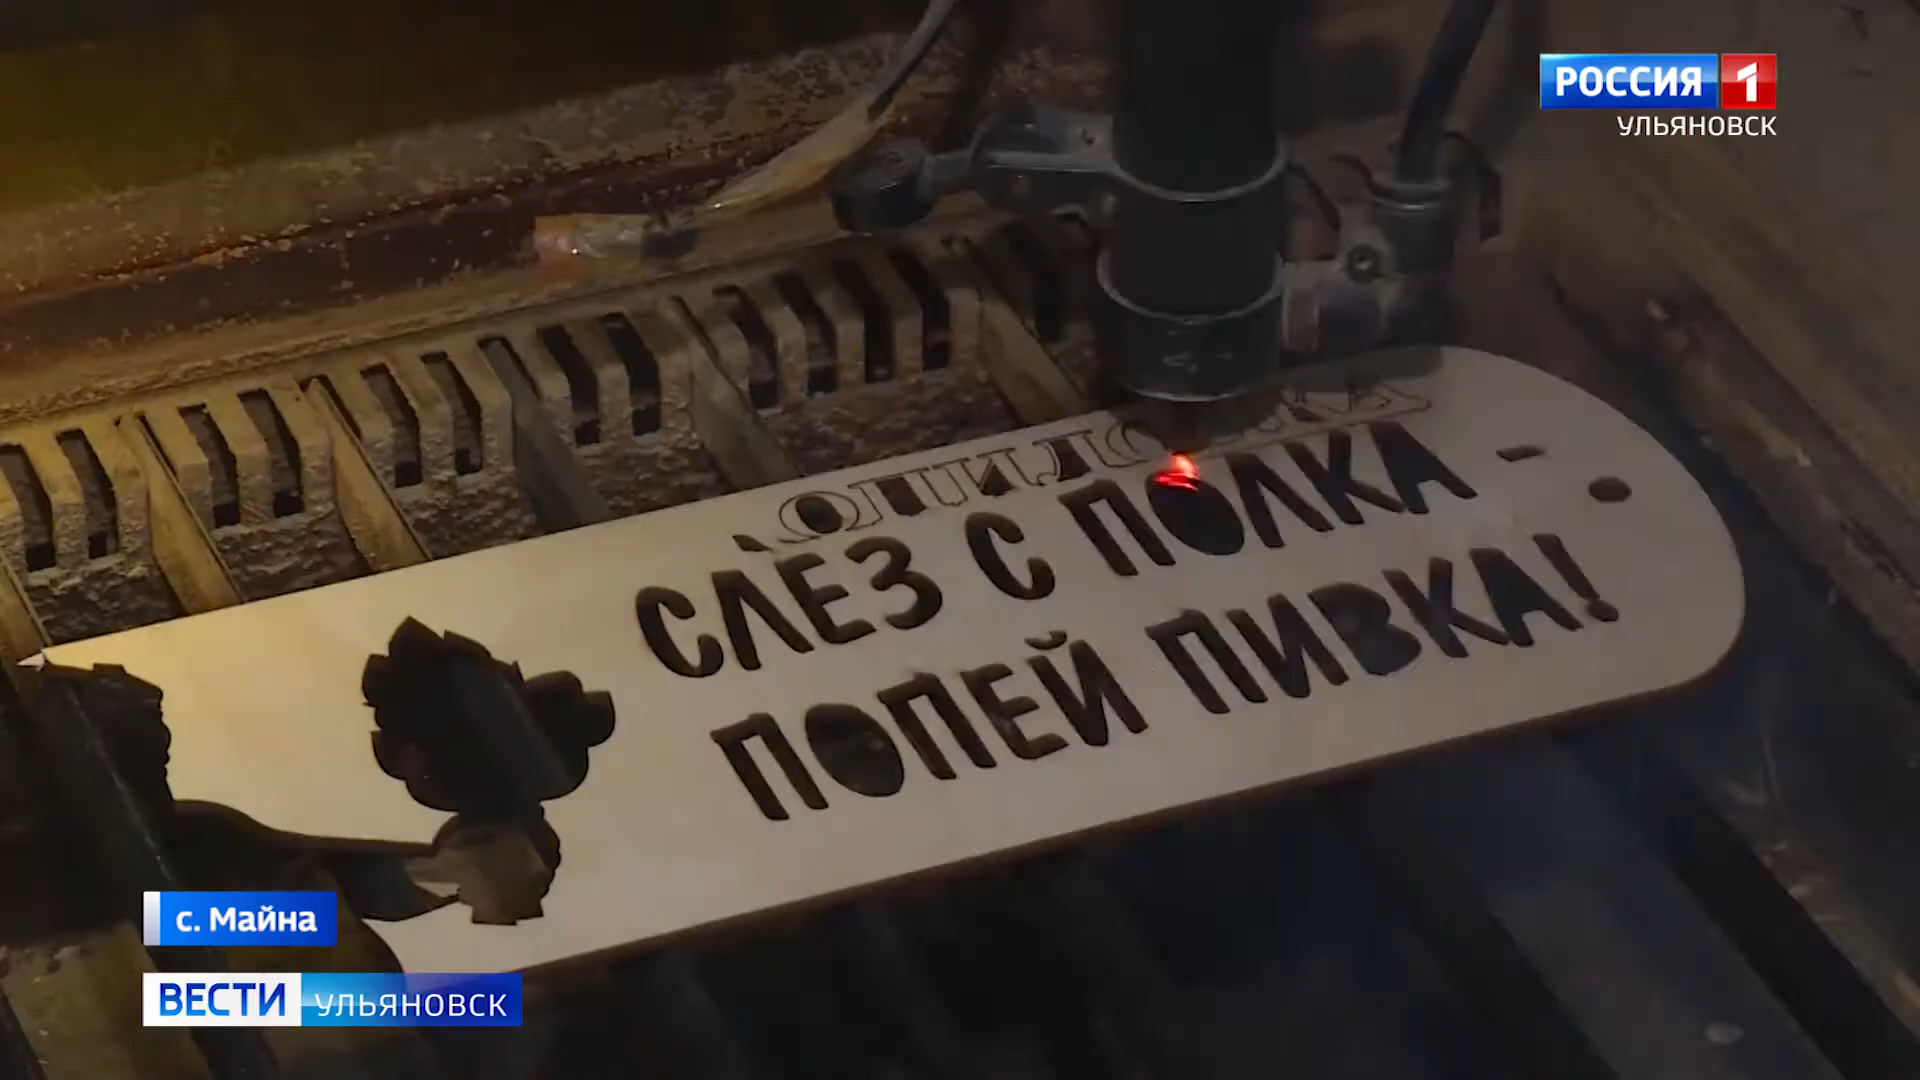 РОССИЯ 1
УЛЬЯНОВСК
СЛЕЗ С ПОЛКА -
ПОПЕЙ ПИВКА!
с. Майна
ВЕСТИ УЛЬЯНОВСК